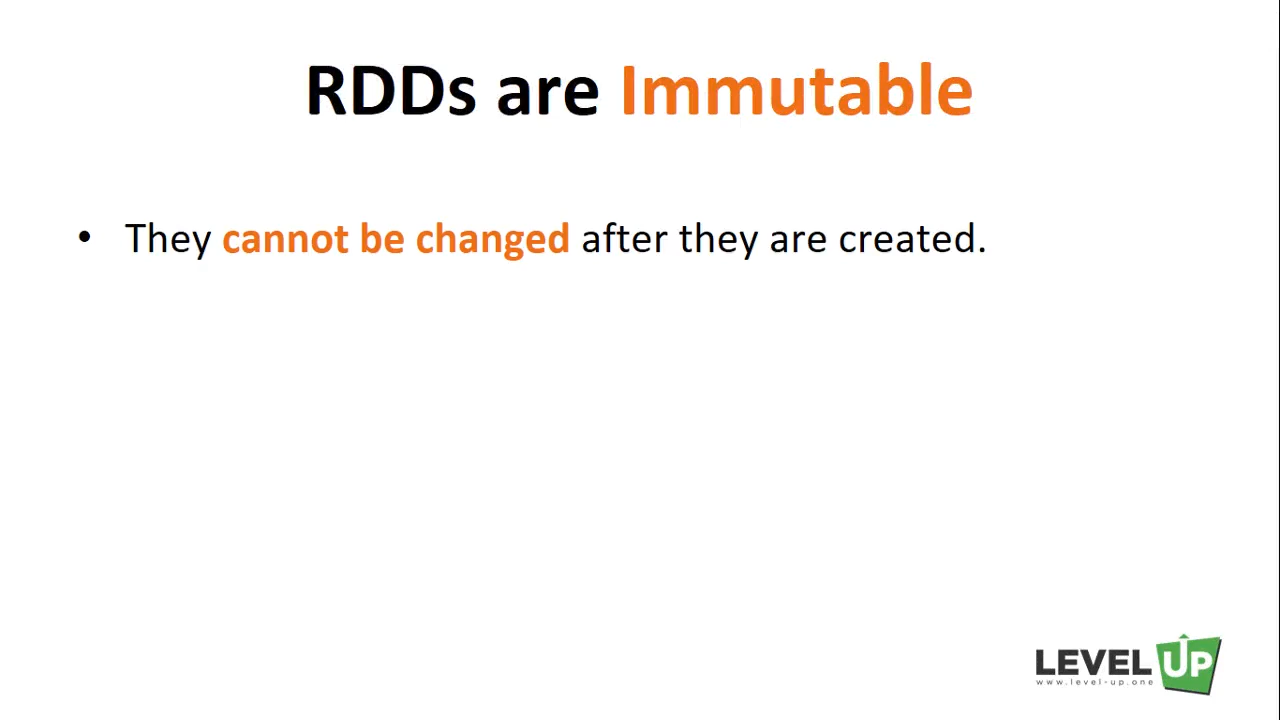 RDDs are Immutable
• They cannot be changed after they are created.
LEVEL UP
www.level-up.one